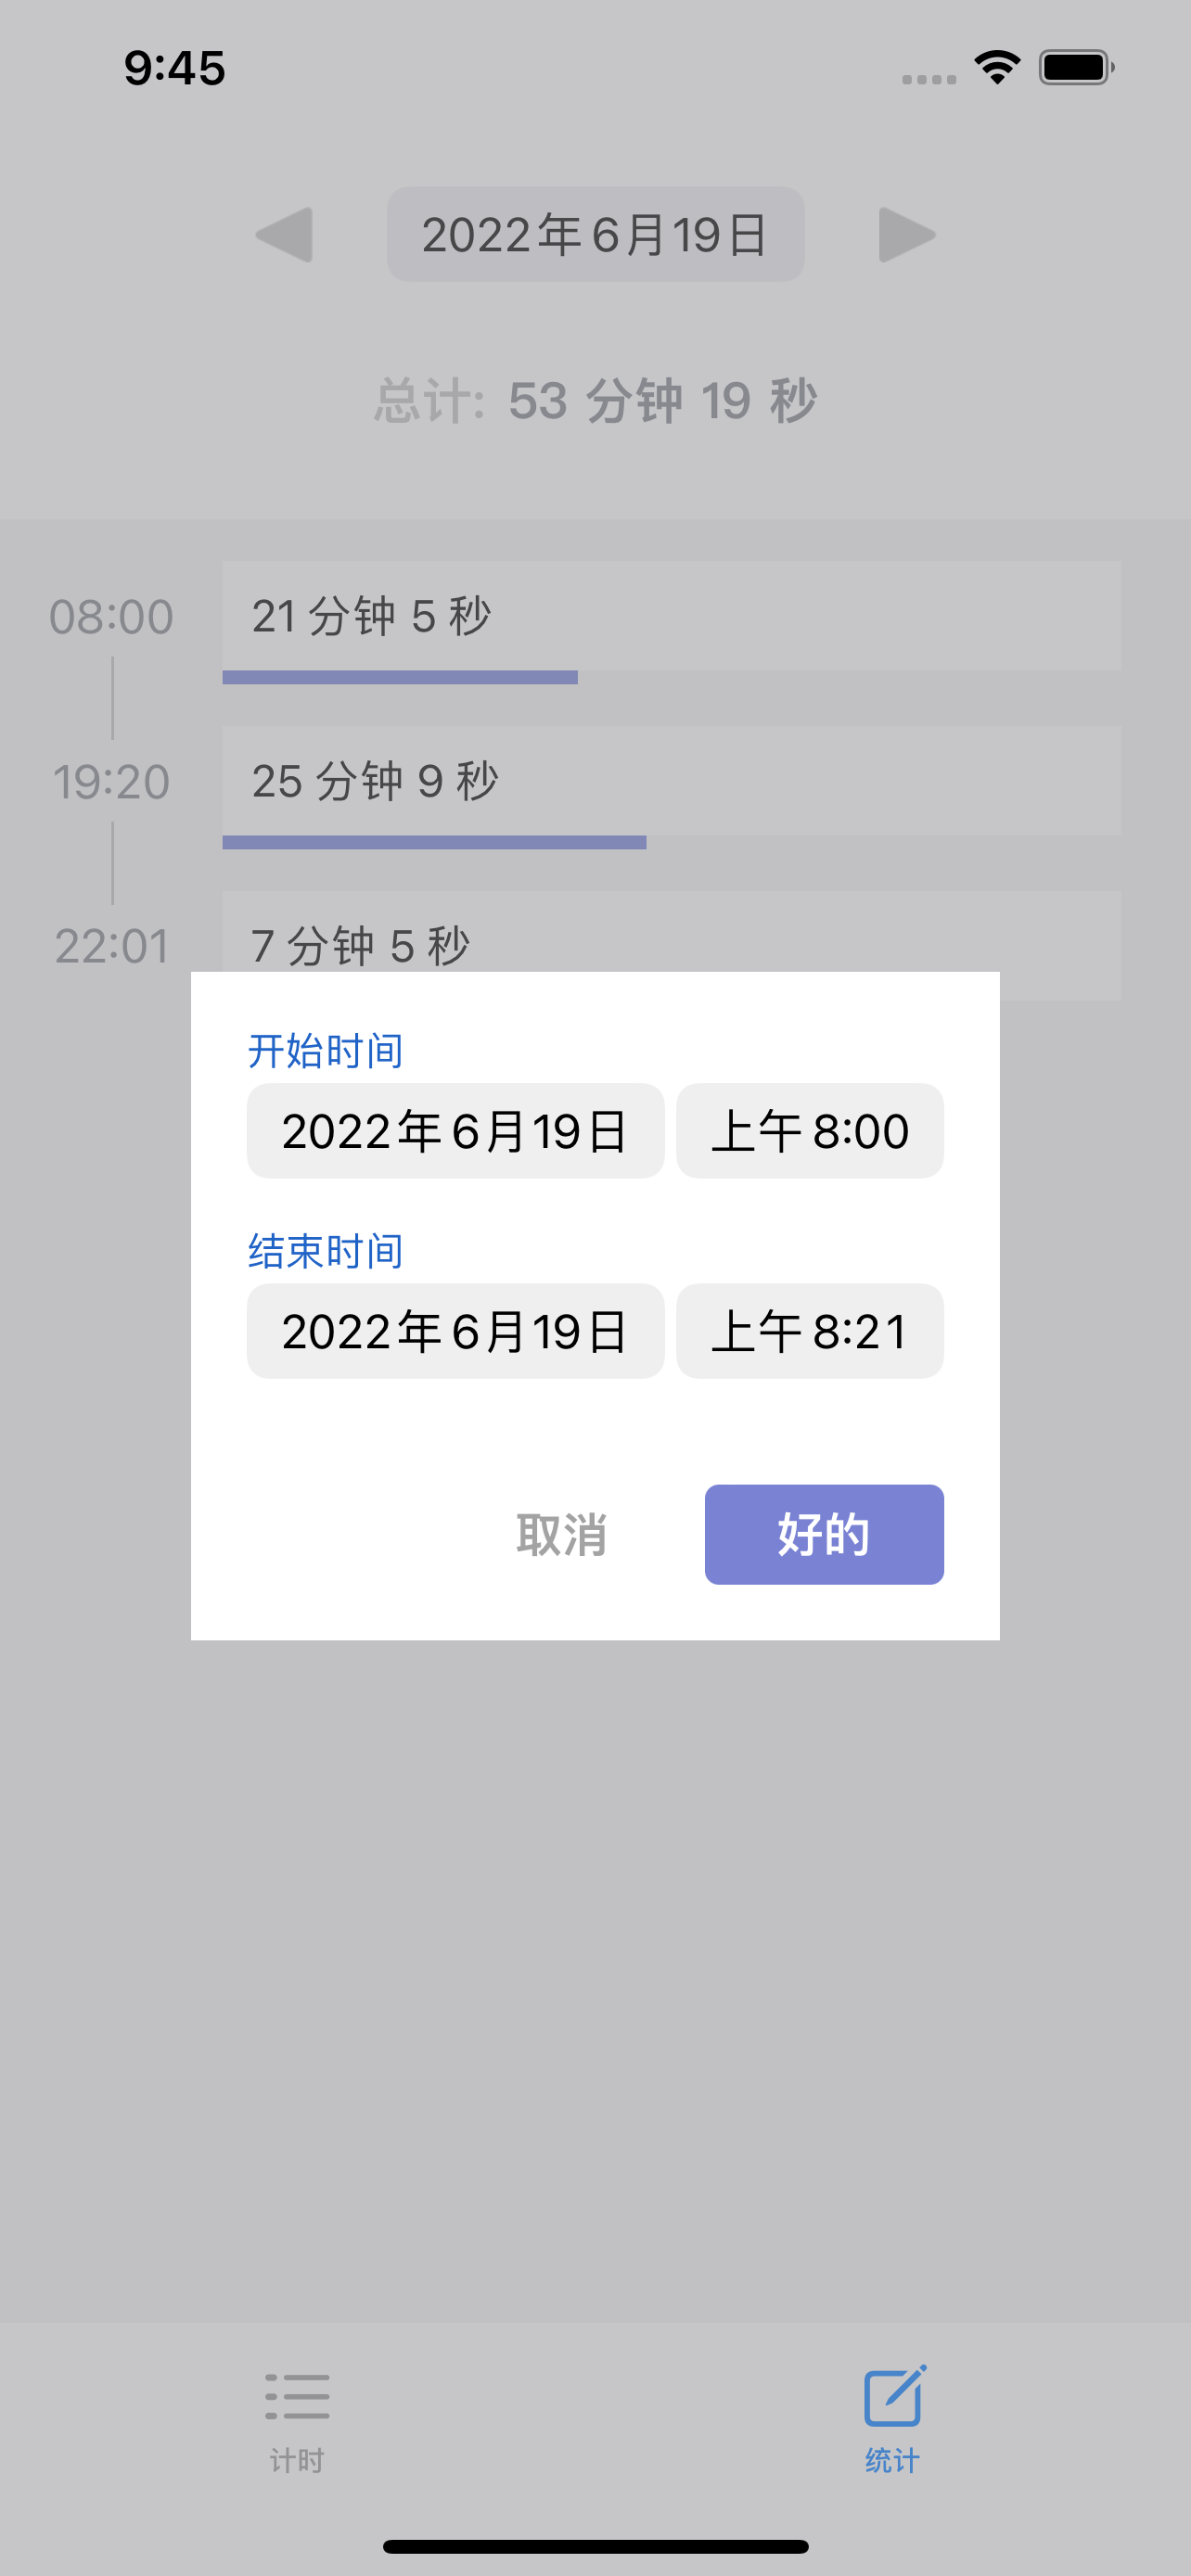 9:45
2022年6月19日
总计: 53 分钟 19 秒
08:00 21 分钟 5 秒
19:20 25 分钟 9 秒
22:01 7 分钟 5 秒
开始时间
2022年6月19日 上午8:00
结束时间
2022年6月19日 上午8:21
取消 好的
计时 统计